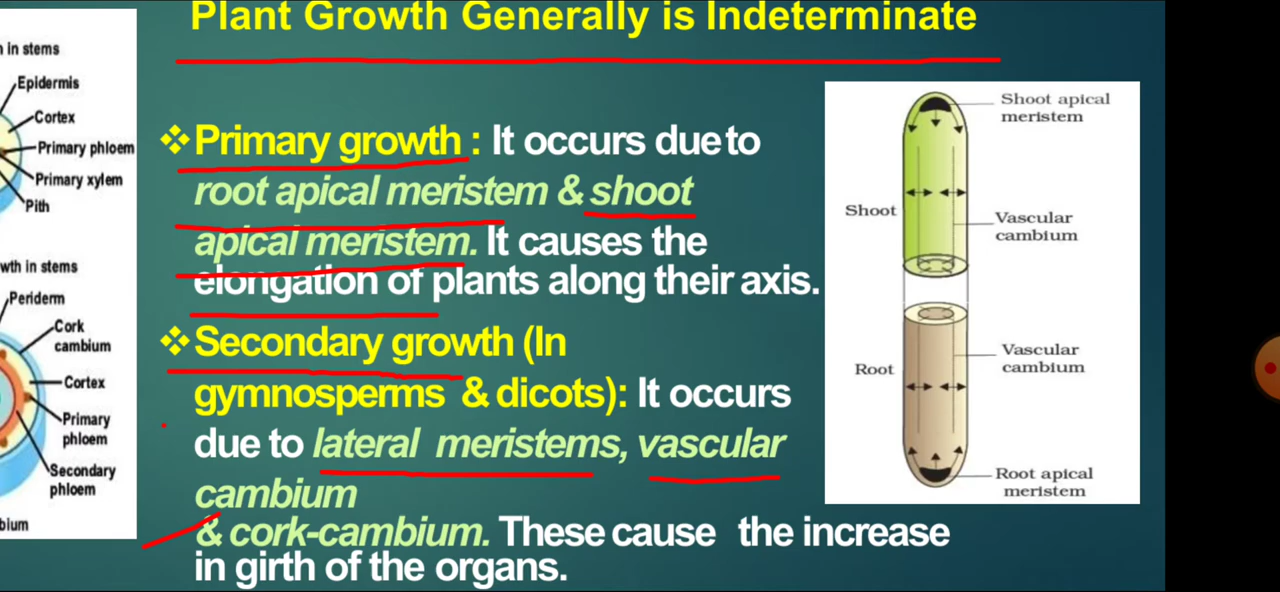 Plant Growth Generally is Indeterminate
in stems
Epidermis
Cortex
Primary phloem
Primary xylem
Pith
in stems
Periderm
Cork
cambium
Cortex
Primary
phloem
Secondary
phloem
❖Primary growth : It occurs due to
root apical meristem & shoot
apical meristem. It causes the
elongation of plants along their axis.
❖Secondary growth (In
gymnosperms & dicots): It occurs
due to lateral meristems, vascular
cambium
& cork-cambium. These cause the increase
in girth of the organs.
Shoot apical
meristem
Shoot
Vascular
cambium
Vascular
cambium
Root
Root apical
meristem